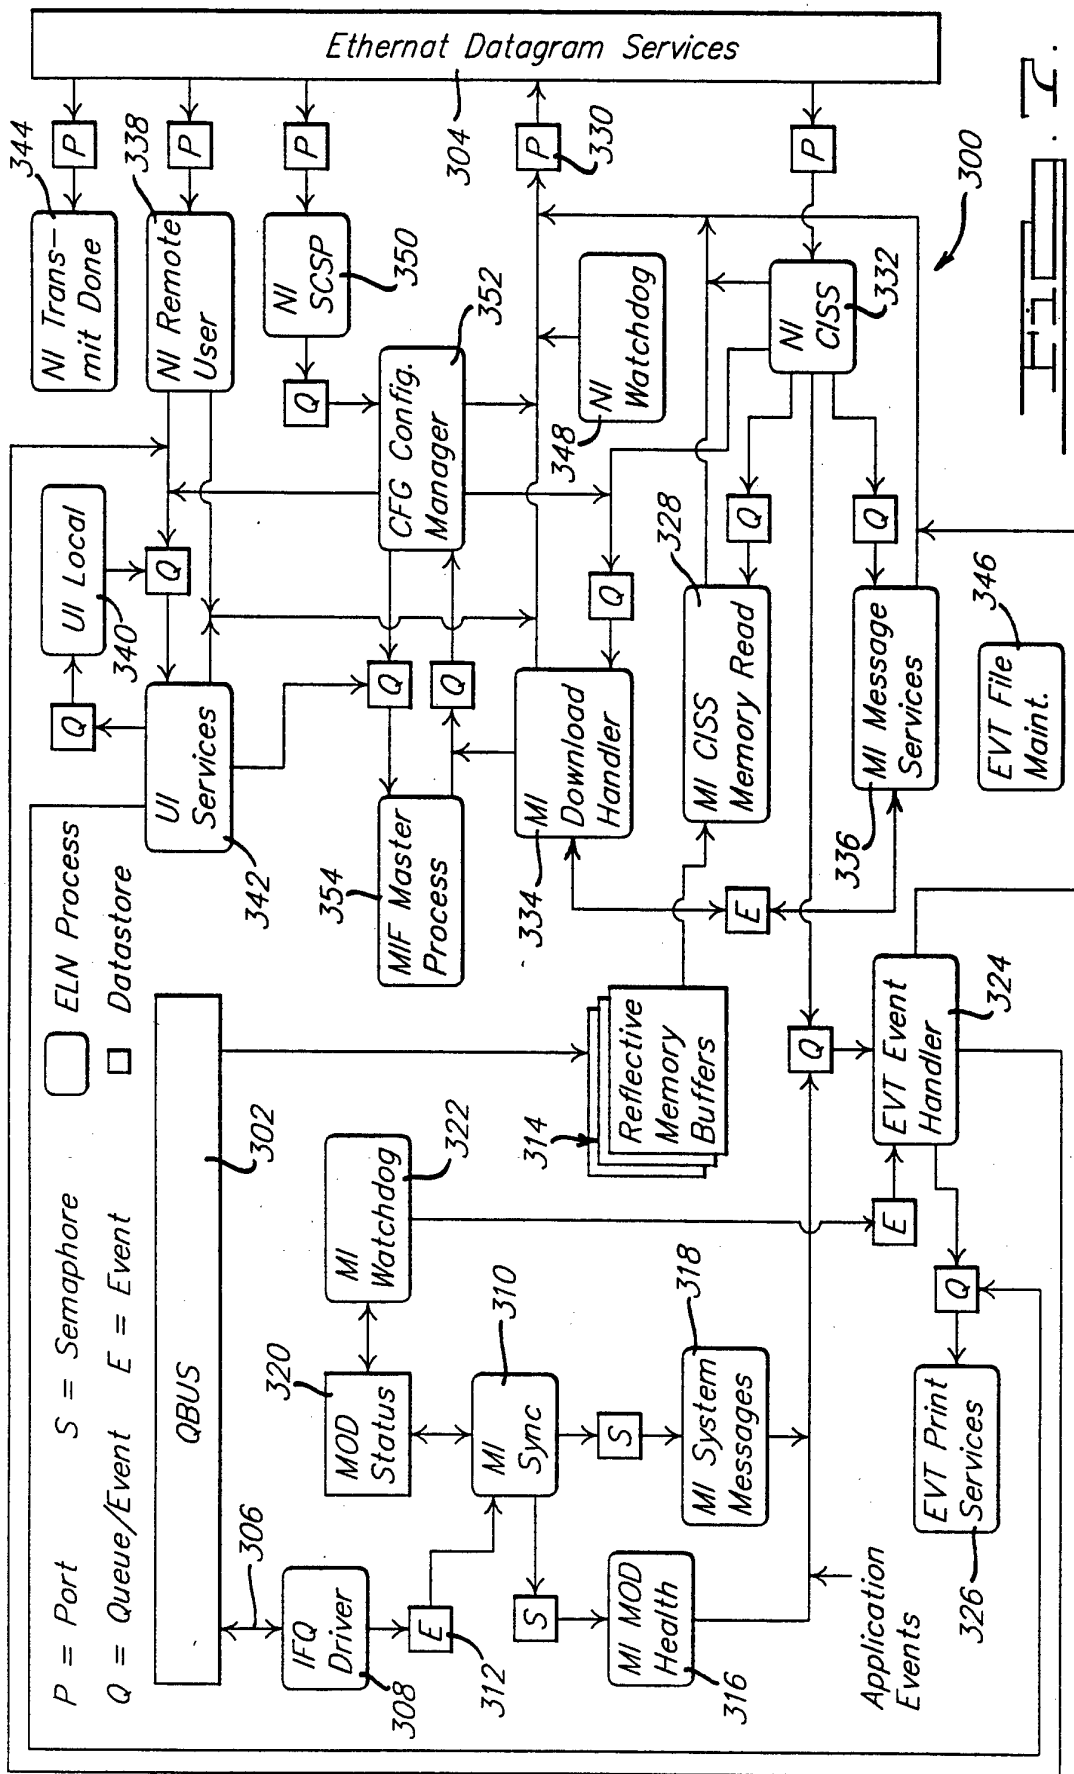 P = Port
S = Semaphore
ELN Process
Q = Queue/Event
E = Event
Datastore
QBUS
302
306
IFQ
Driver
308
E
312
MOD
Status
320
MI
Watchdog
322
MI
Sync
310
S
S
MI MOD
Health
316
MI System
Messages
318
Application
Events
EVT Print
Services
326
Q
E
EVT Event
Handler
324
Q
Reflective
Memory
Buffers
314
UI
Services
342
Q
UI Local
340
Q
MIF Master
Process
354
Q
Q
MI
Download
Handler
334
Q
E
MI CISS
Memory Read
328
Q
MI Message
Services
336
Q
EVT File
Maint.
346
CFG Config.
Manager
352
Q
NI
SCSP
350
NI Watchdog
348
NI
CISS
332
NI Trans-
mit Done
344
NI Remote
User
338
P
P
P
P
330
P
Ethernat Datagram Services
304
300
Fig. 7.